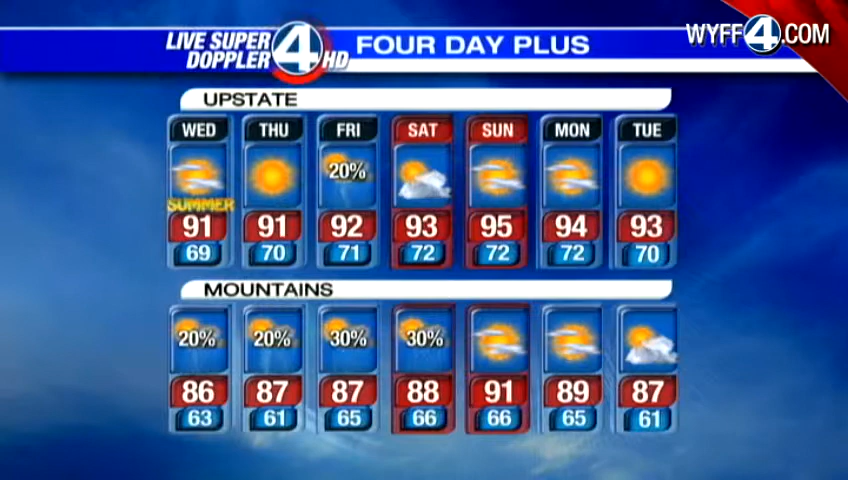 LIVE SUPER
DOPPLER 4 HD
FOUR DAY PLUS
WYFF4.COM
UPSTATE
WED THU FRI SAT SUN MON TUE
20%
SUMMER
91 91 92 93 95 94 93
69 70 71 72 72 72 70
MOUNTAINS
20% 20% 30% 30%
86 87 87 88 91 89 87
63 61 65 66 66 65 61